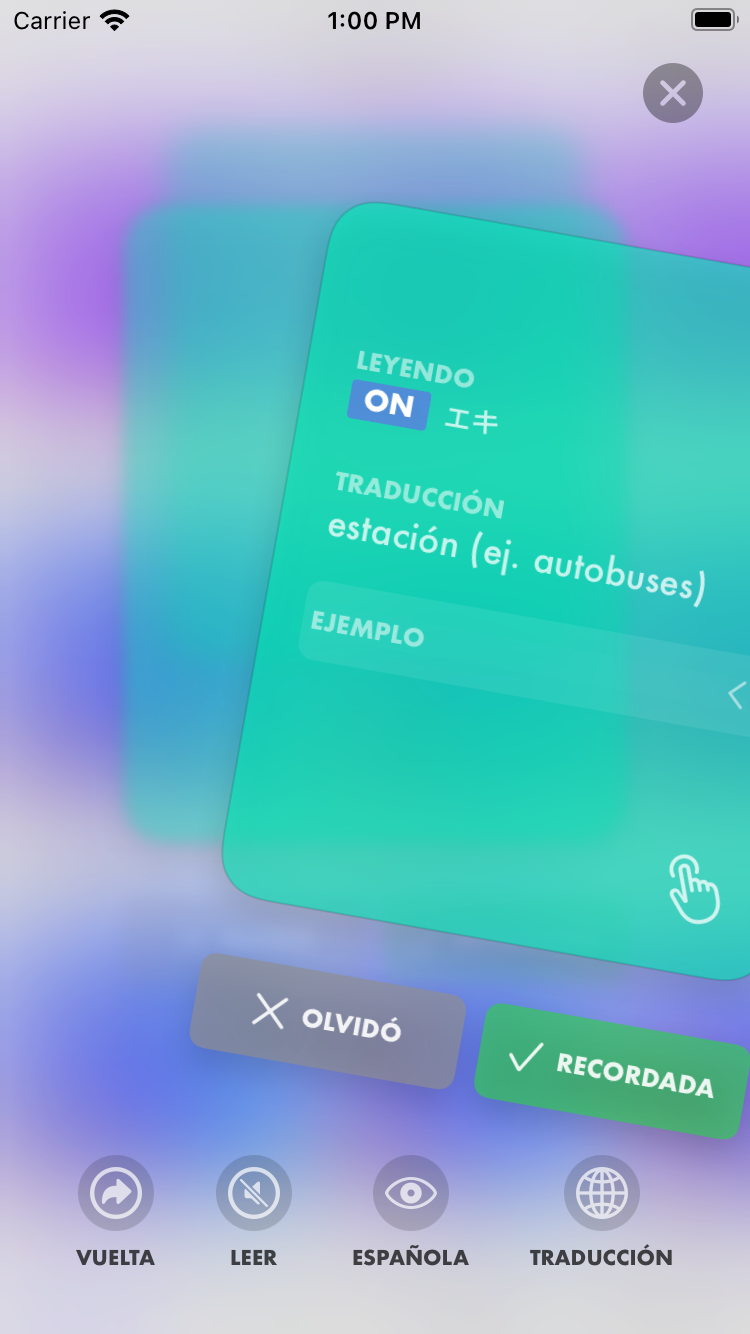 Carrier
1:00 PM
LEYENDO
ON エキ
TRADUCCIÓN
estación (ej. autobuses)
EJEMPLO
OLVIDÓ
RECORDADA
VUELTA
LEER
ESPAÑOLA
TRADUCCIÓN